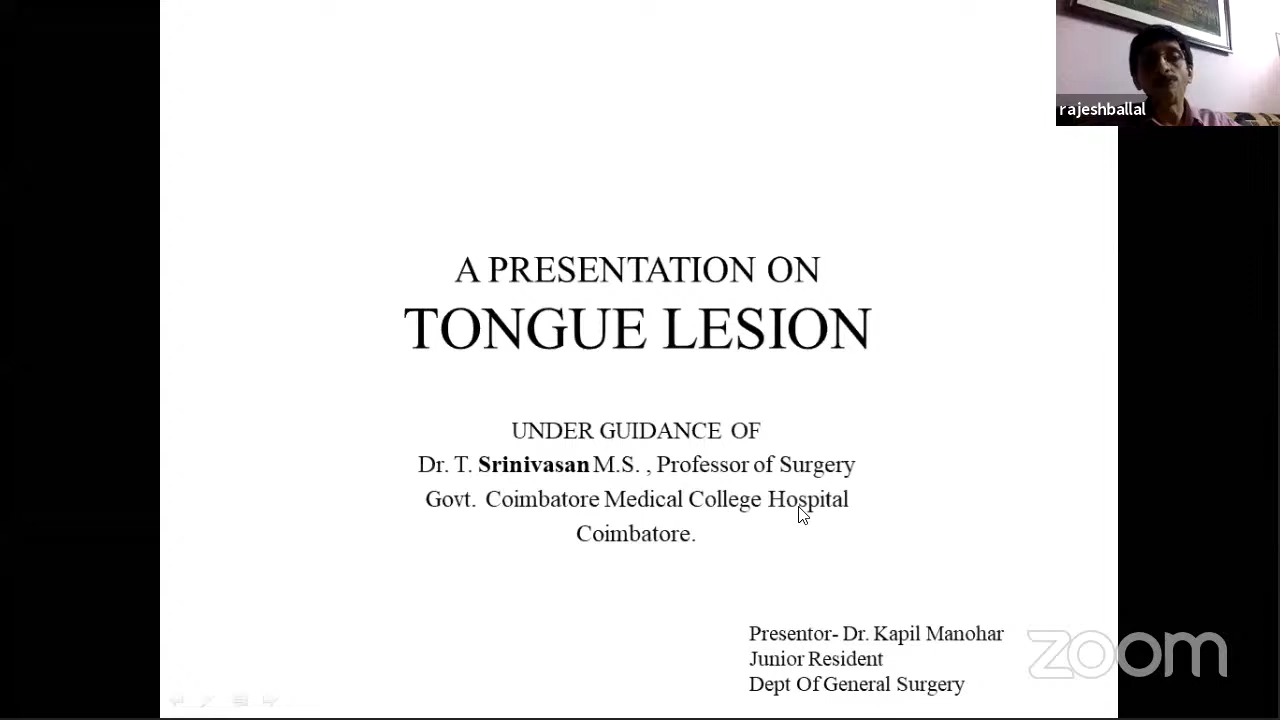 rajeshballal
A PRESENTATION ON
TONGUE LESION
UNDER GUIDANCE OF
Dr. T. Srinivasan M.S. , Professor of Surgery
Govt. Coimbatore Medical College Hospital
Coimbatore.
Presentor- Dr. Kapil Manohar
Junior Resident
Dept Of General Surgery
zoom